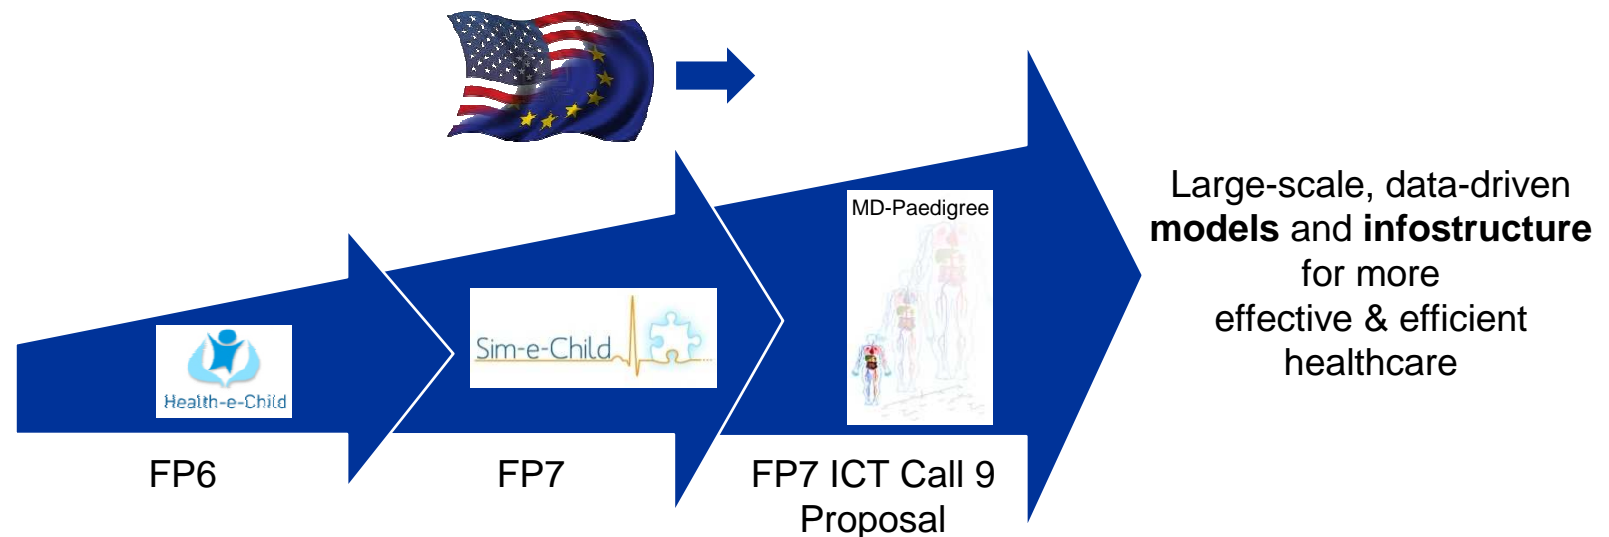 MD-Paedigree
Sim-e-Child
Health-e-Child
FP6
FP7
FP7 ICT Call 9
Proposal
Large-scale, data-driven
models and infostructure
for more
effective & efficient
healthcare